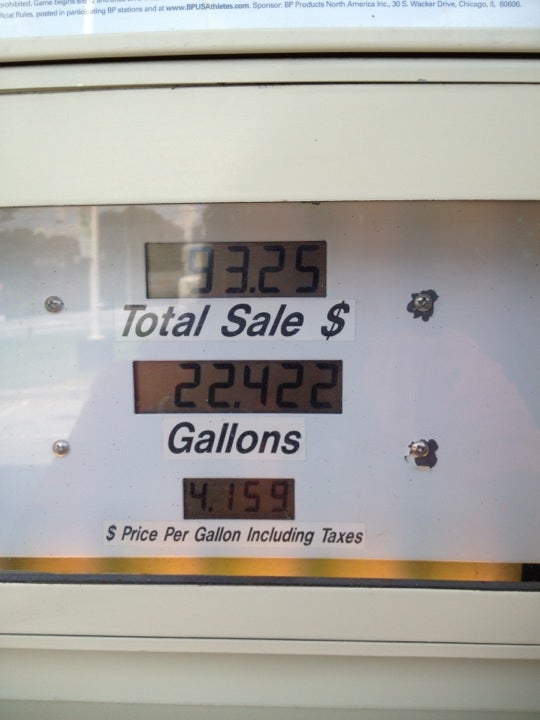 prohibited. Game begins
ficial Rules, posted in participating BP stations and at www.BPUSAthletes.com. Sponsor: BP Products North America Inc., 30 S. Wacker Drive, Chicago, IL 60606.
93.25
Total Sale $
22.422
Gallons
4.159
$ Price Per Gallon Including Taxes